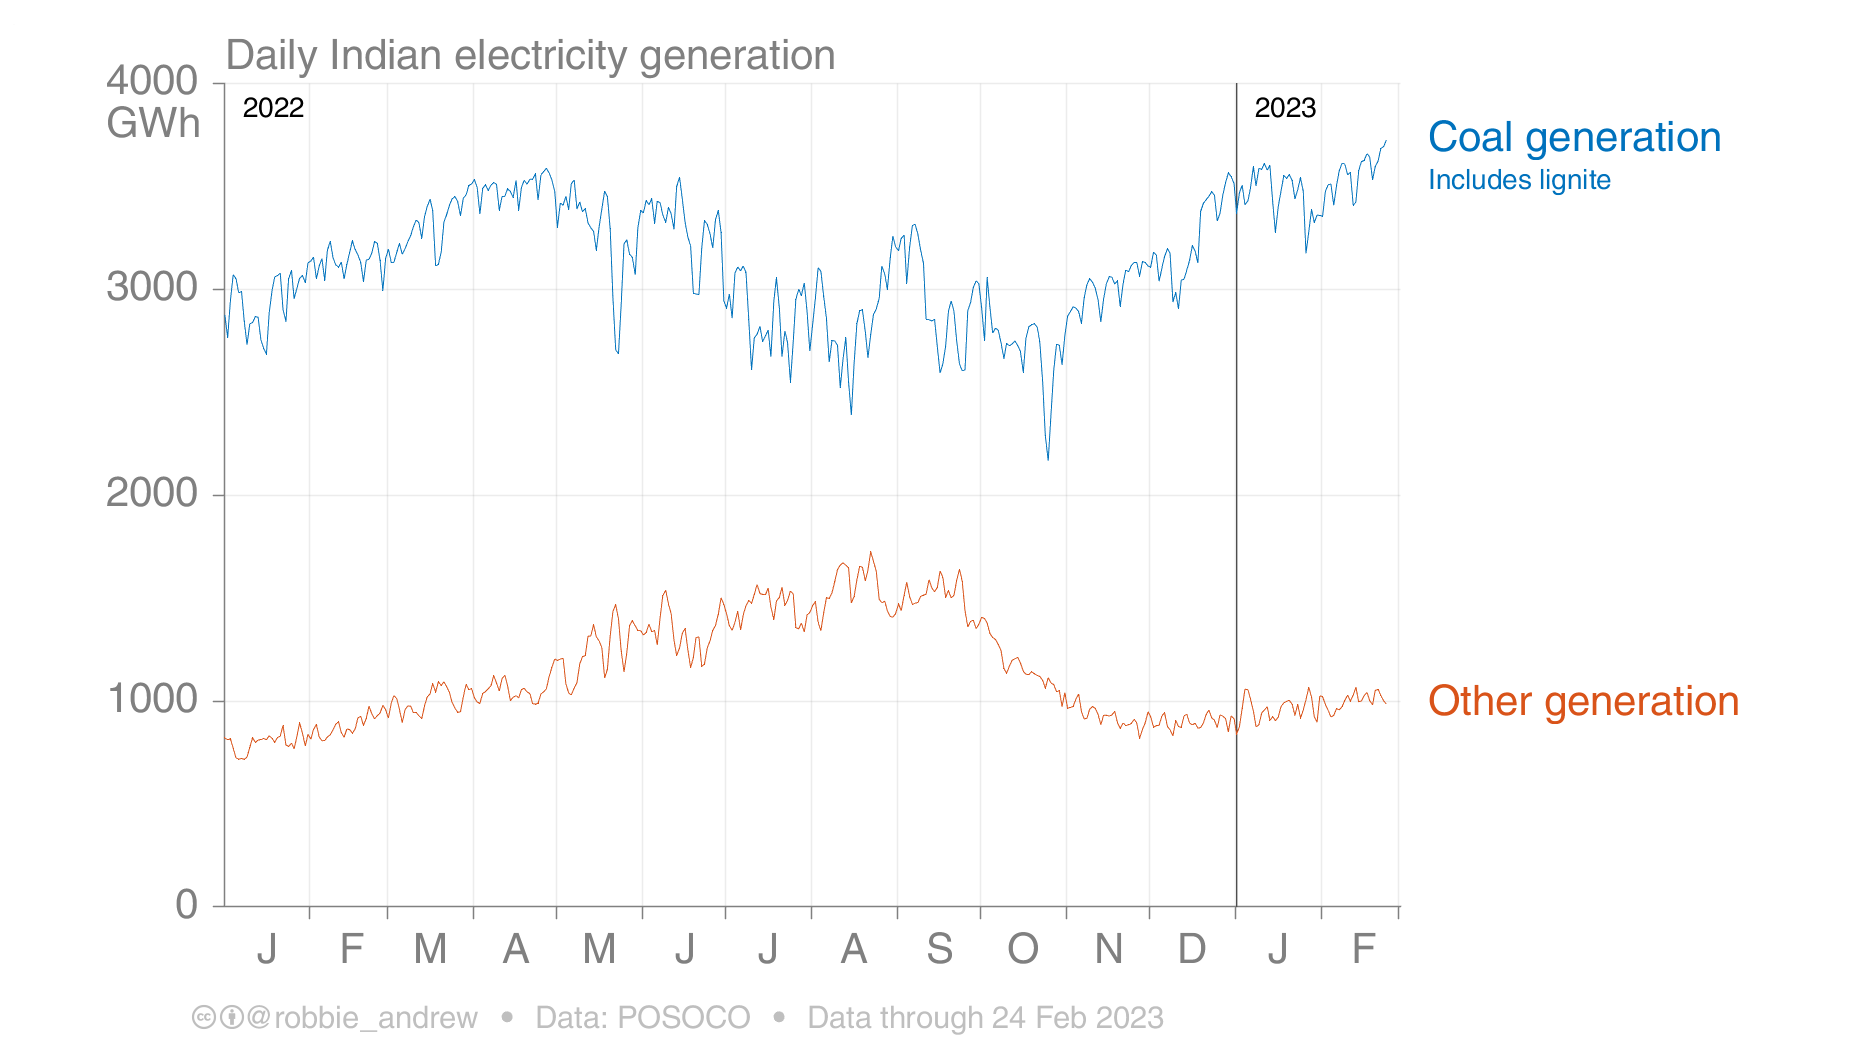 Daily Indian electricity generation
4000
GWh
2022
2023
Coal generation
Includes lignite
3000
2000
1000
Other generation
0
J F M A M J J A S O N D J F
@robbie_andrew • Data: POSOCO • Data through 24 Feb 2023